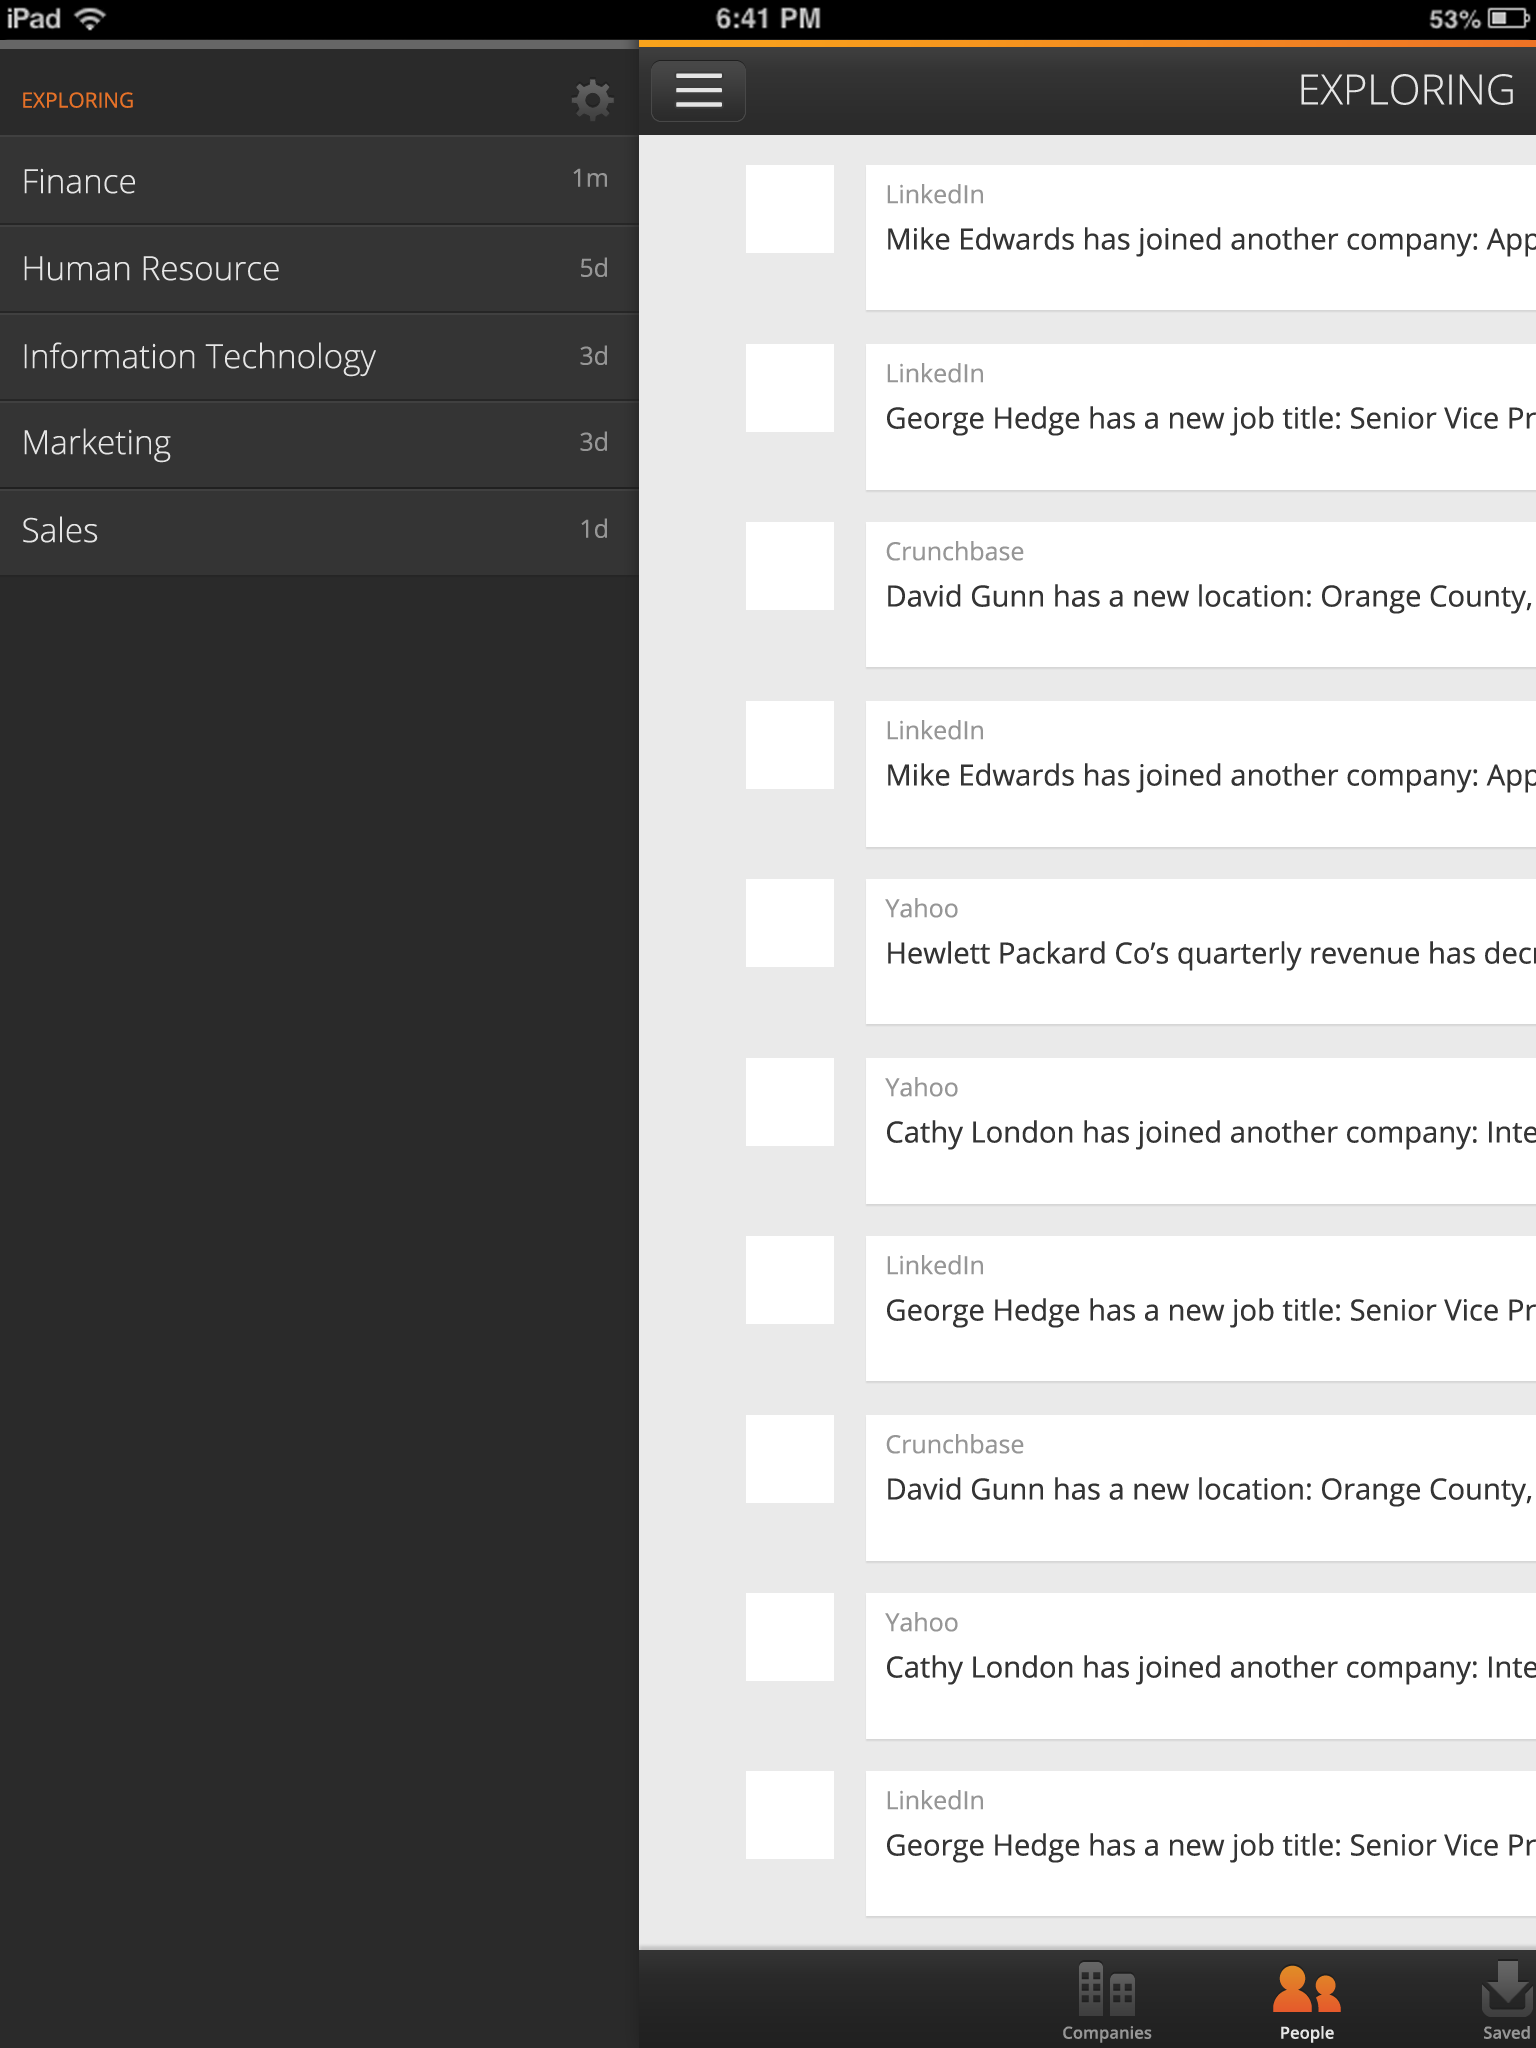 iPad 6:41 PM 53%
EXPLORING
Finance 1m
Human Resource 5d
Information Technology 3d
Marketing 3d
Sales 1d
EXPLORING
LinkedIn
Mike Edwards has joined another company: App
LinkedIn
George Hedge has a new job title: Senior Vice Pr
Crunchbase
David Gunn has a new location: Orange County,
LinkedIn
Mike Edwards has joined another company: App
Yahoo
Hewlett Packard Co’s quarterly revenue has decr
Yahoo
Cathy London has joined another company: Inte
LinkedIn
George Hedge has a new job title: Senior Vice Pr
Crunchbase
David Gunn has a new location: Orange County,
Yahoo
Cathy London has joined another company: Inte
LinkedIn
George Hedge has a new job title: Senior Vice Pr
Companies People Saved